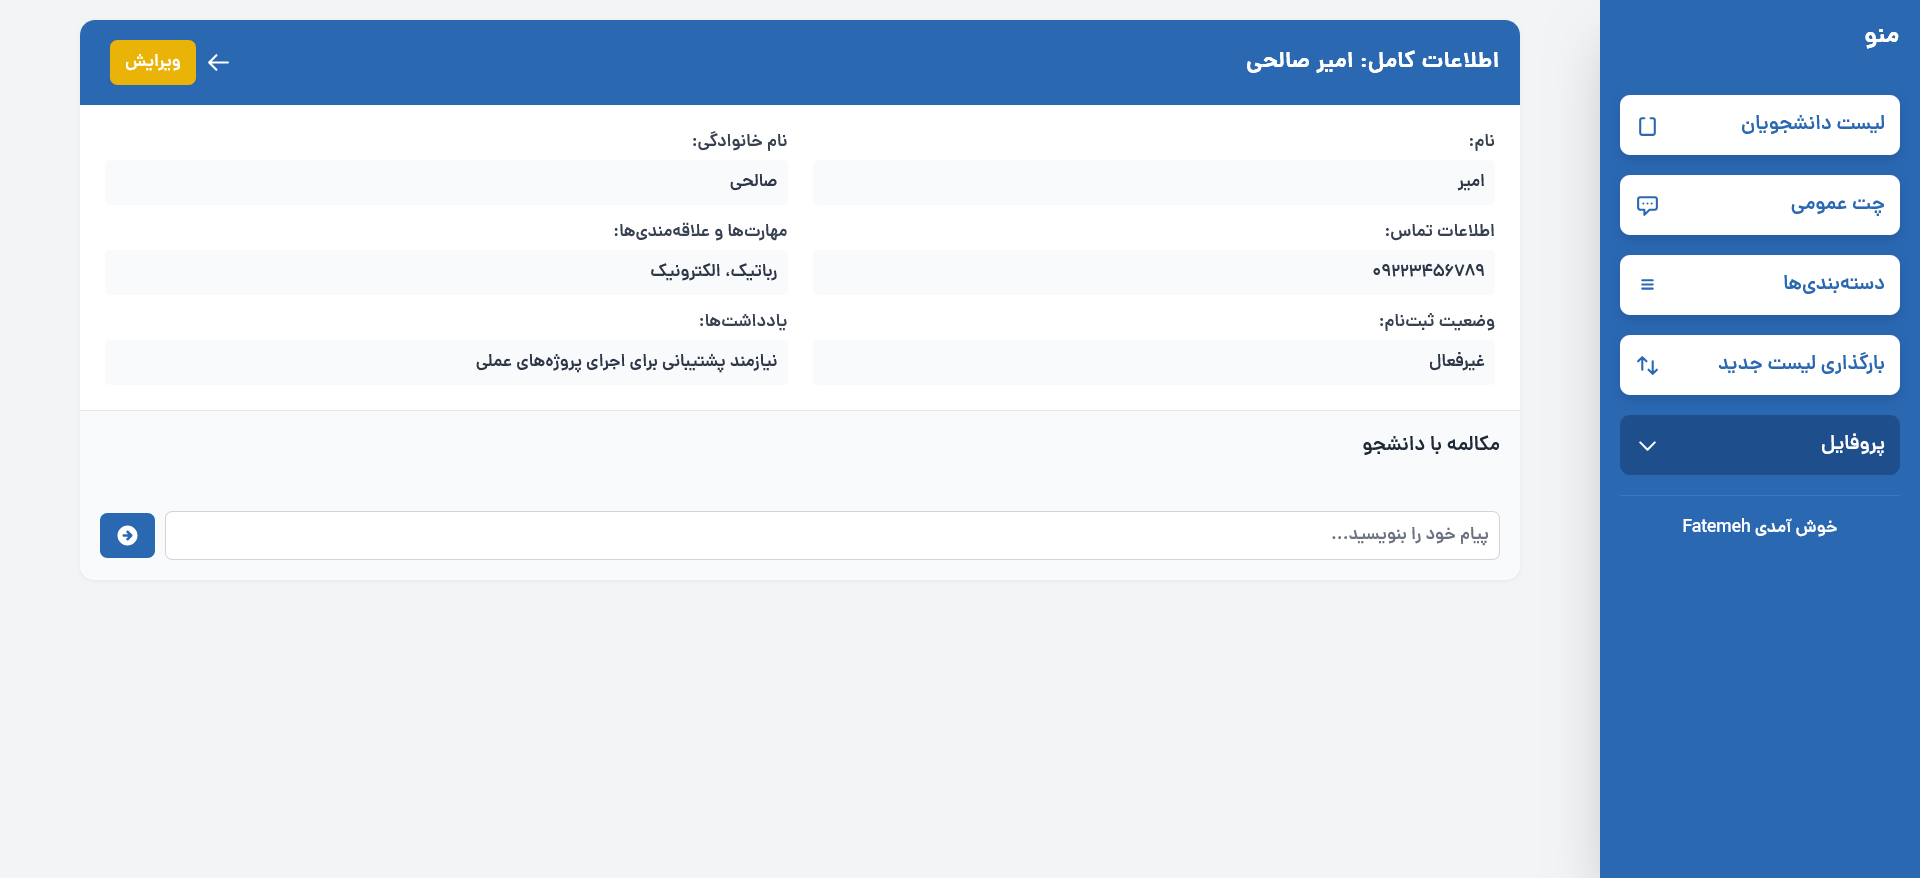 منو
لیست دانشجویان
چت عمومی
دسته‌بندی‌ها
بارگذاری لیست جدید
پروفایل
خوش آمدی Fatemeh
اطلاعات کامل: امیر صالحی
ویرایش
نام:
امیر
نام خانوادگی:
صالحی
اطلاعات تماس:
۰۹۲۲۳۴۵۶۷۸۹
مهارت‌ها و علاقه‌مندی‌ها:
رباتیک، الکترونیک
وضعیت ثبت‌نام:
غیرفعال
یادداشت‌ها:
نیازمند پشتیبانی برای اجرای پروژه‌های عملی
مکالمه با دانشجو
پیام خود را بنویسید...